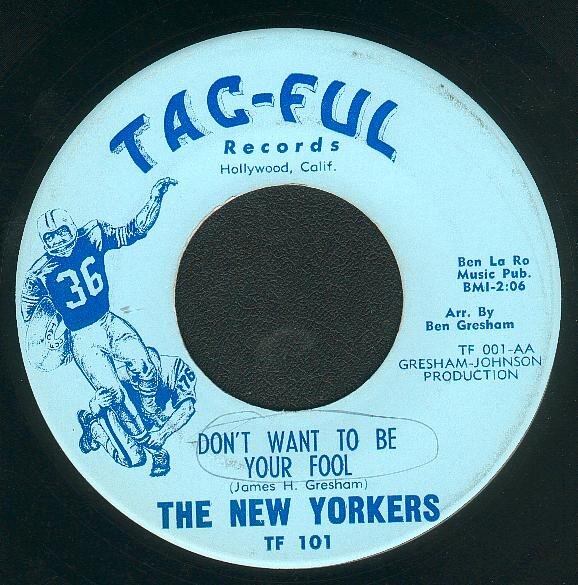 TAC-FUL
Records
Hollywood, Calif.
36
76
Ben La Ro
Music Pub.
BMI-2:06
Arr. By
Ben Gresham
TF 001-AA
GRESHAM-JOHNSON
PRODUCTION
DON'T WANT TO BE
YOUR FOOL
(James H. Gresham)
THE NEW YORKERS
TF 101